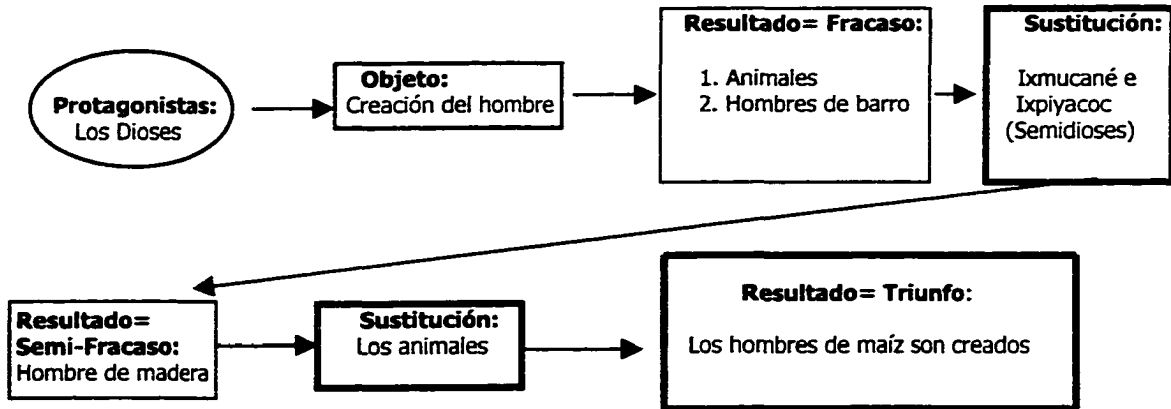 Protagonistas:
Los Dioses
Objeto:
Creación del hombre
Resultado= Fracaso:
1. Animales
2. Hombres de barro
Sustitución:
Ixmucané e
Ixpiyacoc
(Semidioses)
Resultado=
Semi-Fracaso:
Hombre de madera
Sustitución:
Los animales
Resultado= Triunfo:
Los hombres de maíz son creados